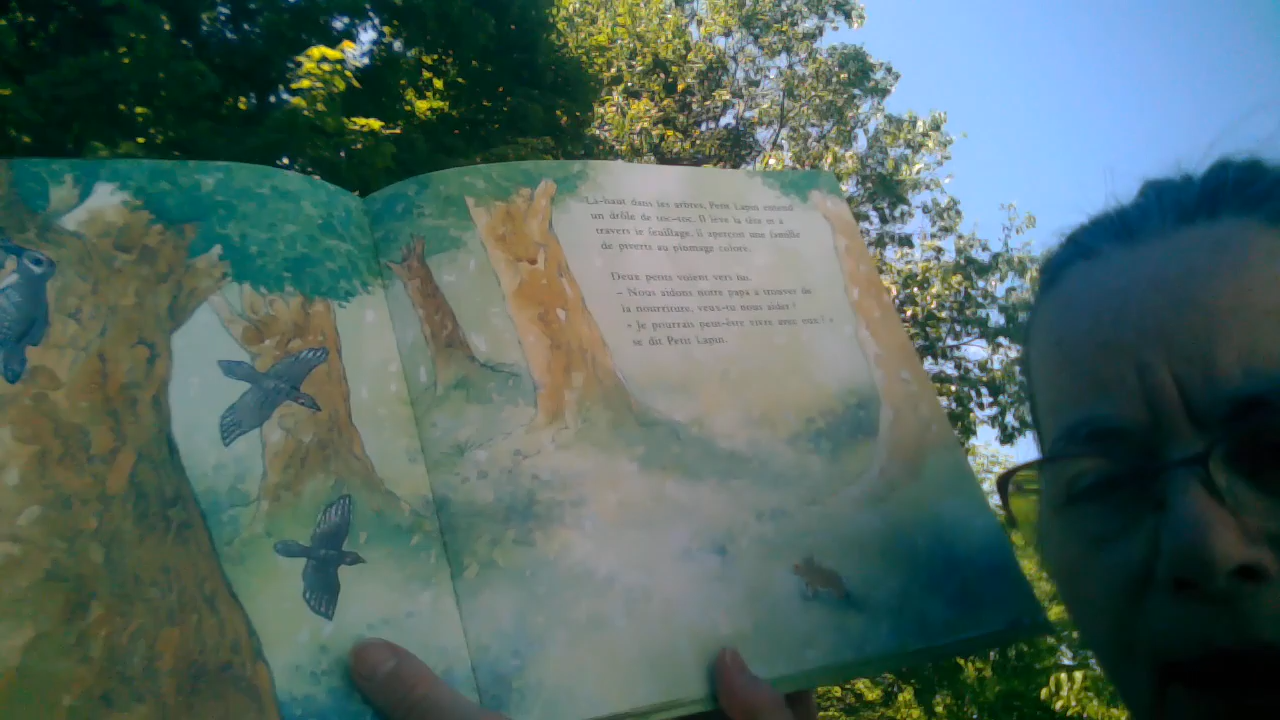 Là-haut dans les arbres, Petit Lapin entend
un drôle de toc-toc. Il lève la tête et à
travers le feuillage, il aperçoit une famille
de piverts au plumage coloré.
Deux petits volent vers lui.
– Nous aidons notre papa à trouver de
la nourriture, veux-tu nous aider ?
« Je pourrais peut-être vivre avec eux ? »
se dit Petit Lapin.